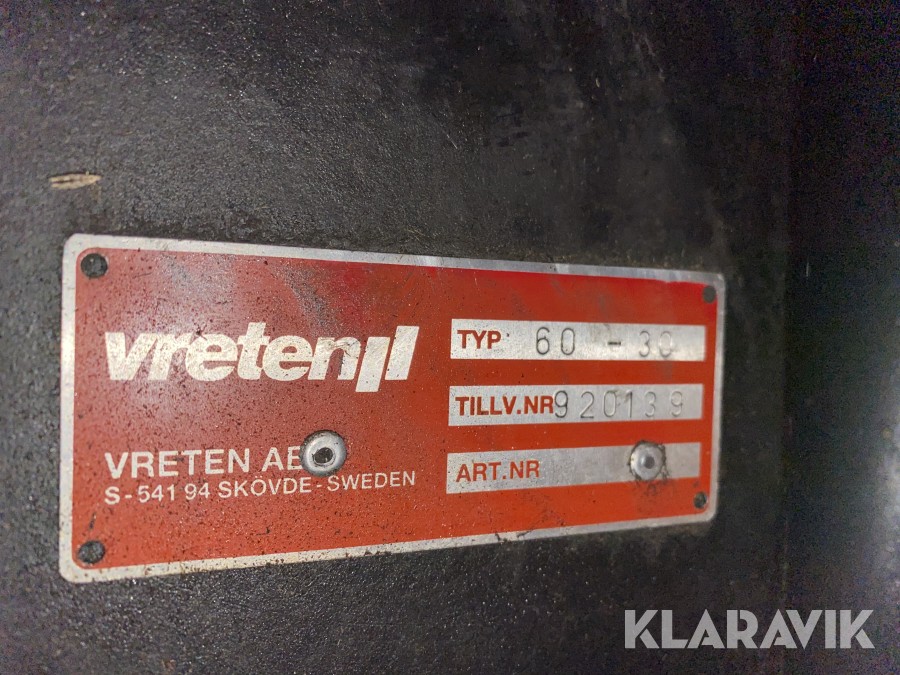 vreten
VRETEN AB
S-541 94 SKÖVDE-SWEDEN
TYP 60 - 30
TILLV.NR 920139
ART.NR
KLARAVIK